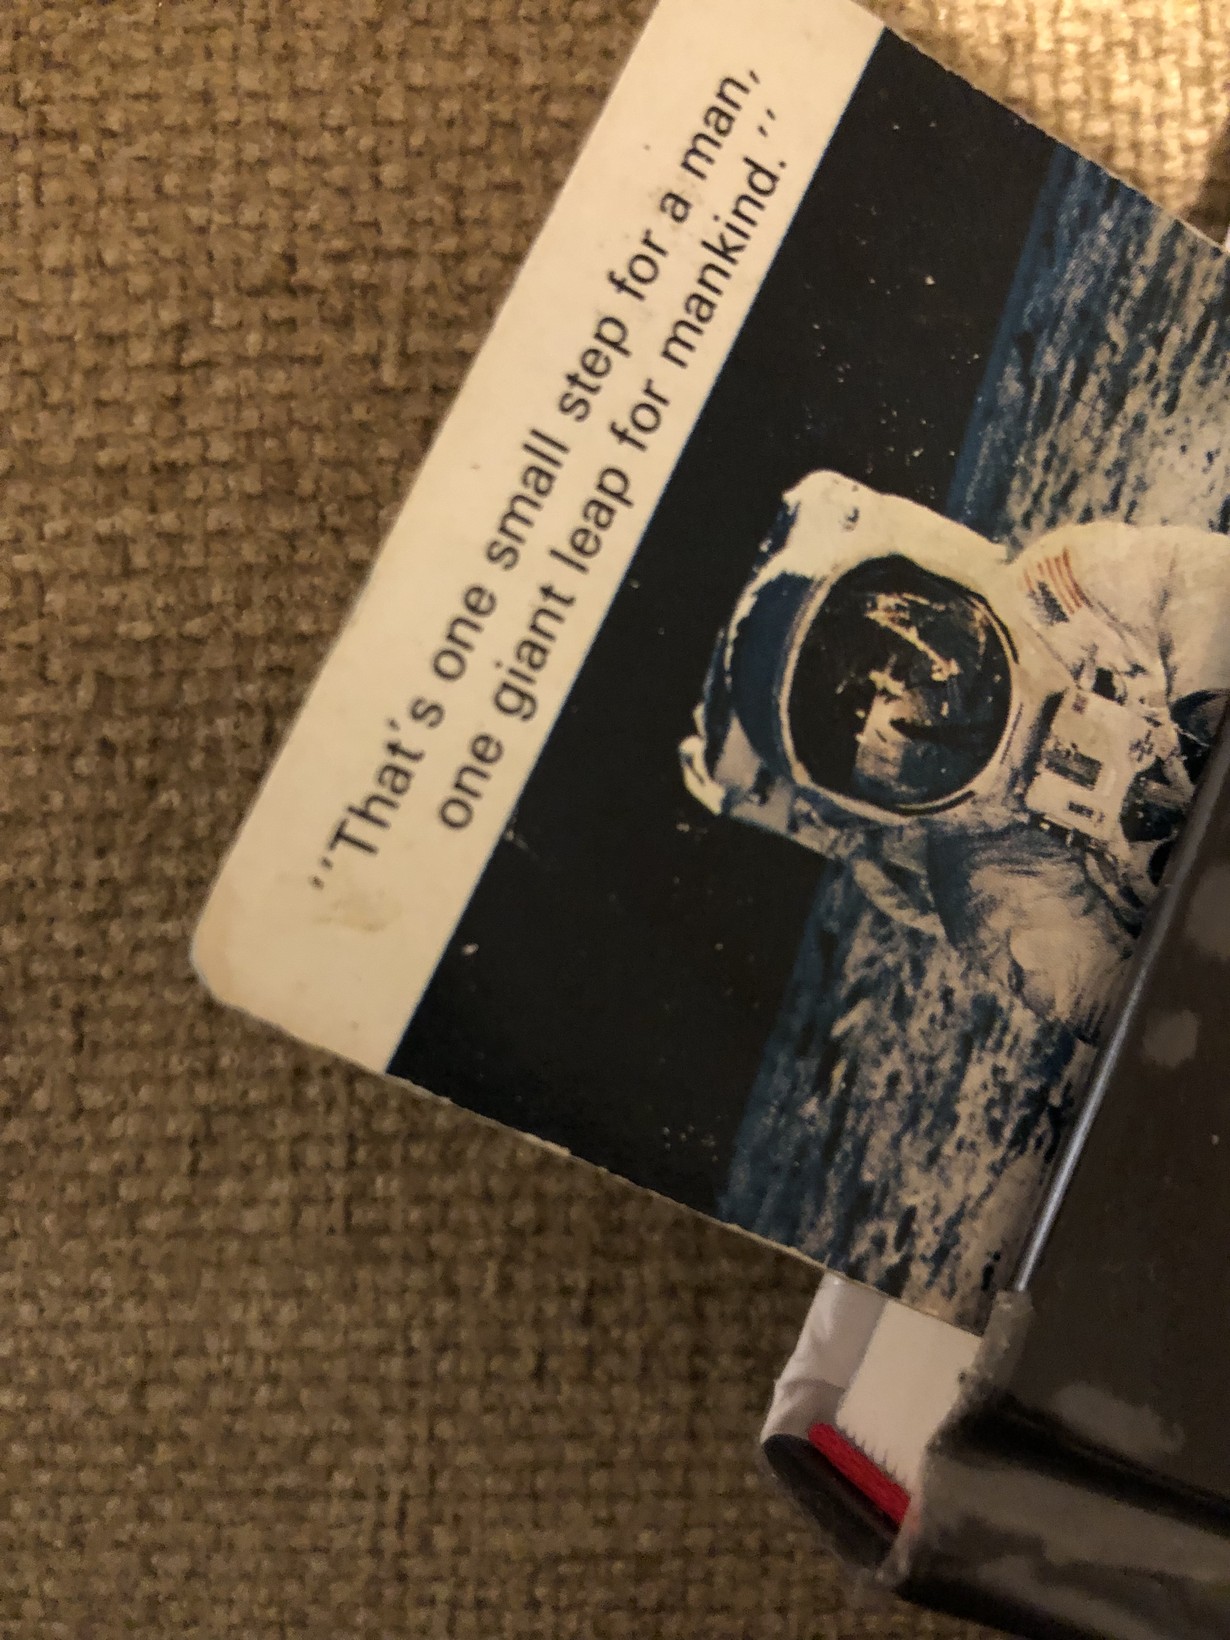 "That's one small step for a man,
one giant leap for mankind."